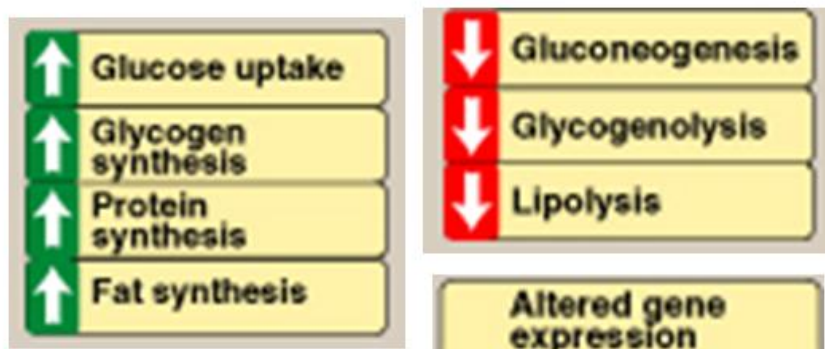 Glucose uptake
Glycogen
synthesis
Protein
synthesis
Fat synthesis
Gluconeogenesis
Glycogenolysis
Lipolysis
Altered gene
expression